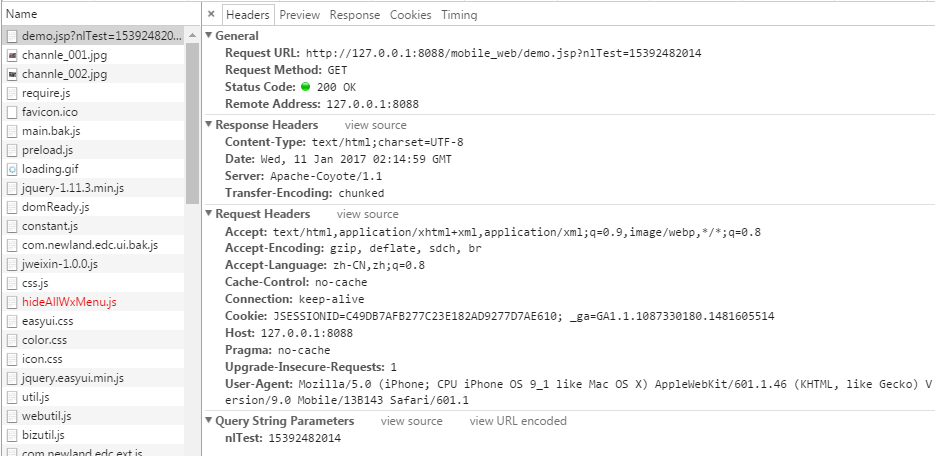 Name
demo.jsp?nlTest=153924820...
channle_001.jpg
channle_002.jpg
require.js
favicon.ico
main.bak.js
preload.js
loading.gif
jquery-1.11.3.min.js
domReady.js
constant.js
com.newland.edc.ui.bak.js
jweixin-1.0.0.js
css.js
hideAllWxMenu.js
easyui.css
color.css
icon.css
jquery.easyui.min.js
util.js
webutil.js
bizutil.js
com.newland.edc.ext.js
× Headers Preview Response Cookies Timing
General
Request URL: http://127.0.0.1:8088/mobile_web/demo.jsp?nlTest=15392482014
Request Method: GET
Status Code: 200 OK
Remote Address: 127.0.0.1:8088
Response Headers view source
Content-Type: text/html;charset=UTF-8
Date: Wed, 11 Jan 2017 02:14:59 GMT
Server: Apache-Coyote/1.1
Transfer-Encoding: chunked
Request Headers view source
Accept: text/html,application/xhtml+xml,application/xml;q=0.9,image/webp,*/*;q=0.8
Accept-Encoding: gzip, deflate, sdch, br
Accept-Language: zh-CN,zh;q=0.8
Cache-Control: no-cache
Connection: keep-alive
Cookie: JSESSIONID=C49DB7AFB277C23E182AD9277D7AE610; _ga=GA1.1.1087330180.1481605514
Host: 127.0.0.1:8088
Pragma: no-cache
Upgrade-Insecure-Requests: 1
User-Agent: Mozilla/5.0 (iPhone; CPU iPhone OS 9_1 like Mac OS X) AppleWebKit/601.1.46 (KHTML, like Gecko) V
ersion/9.0 Mobile/13B143 Safari/601.1
Query String Parameters view source view URL encoded
nlTest: 15392482014